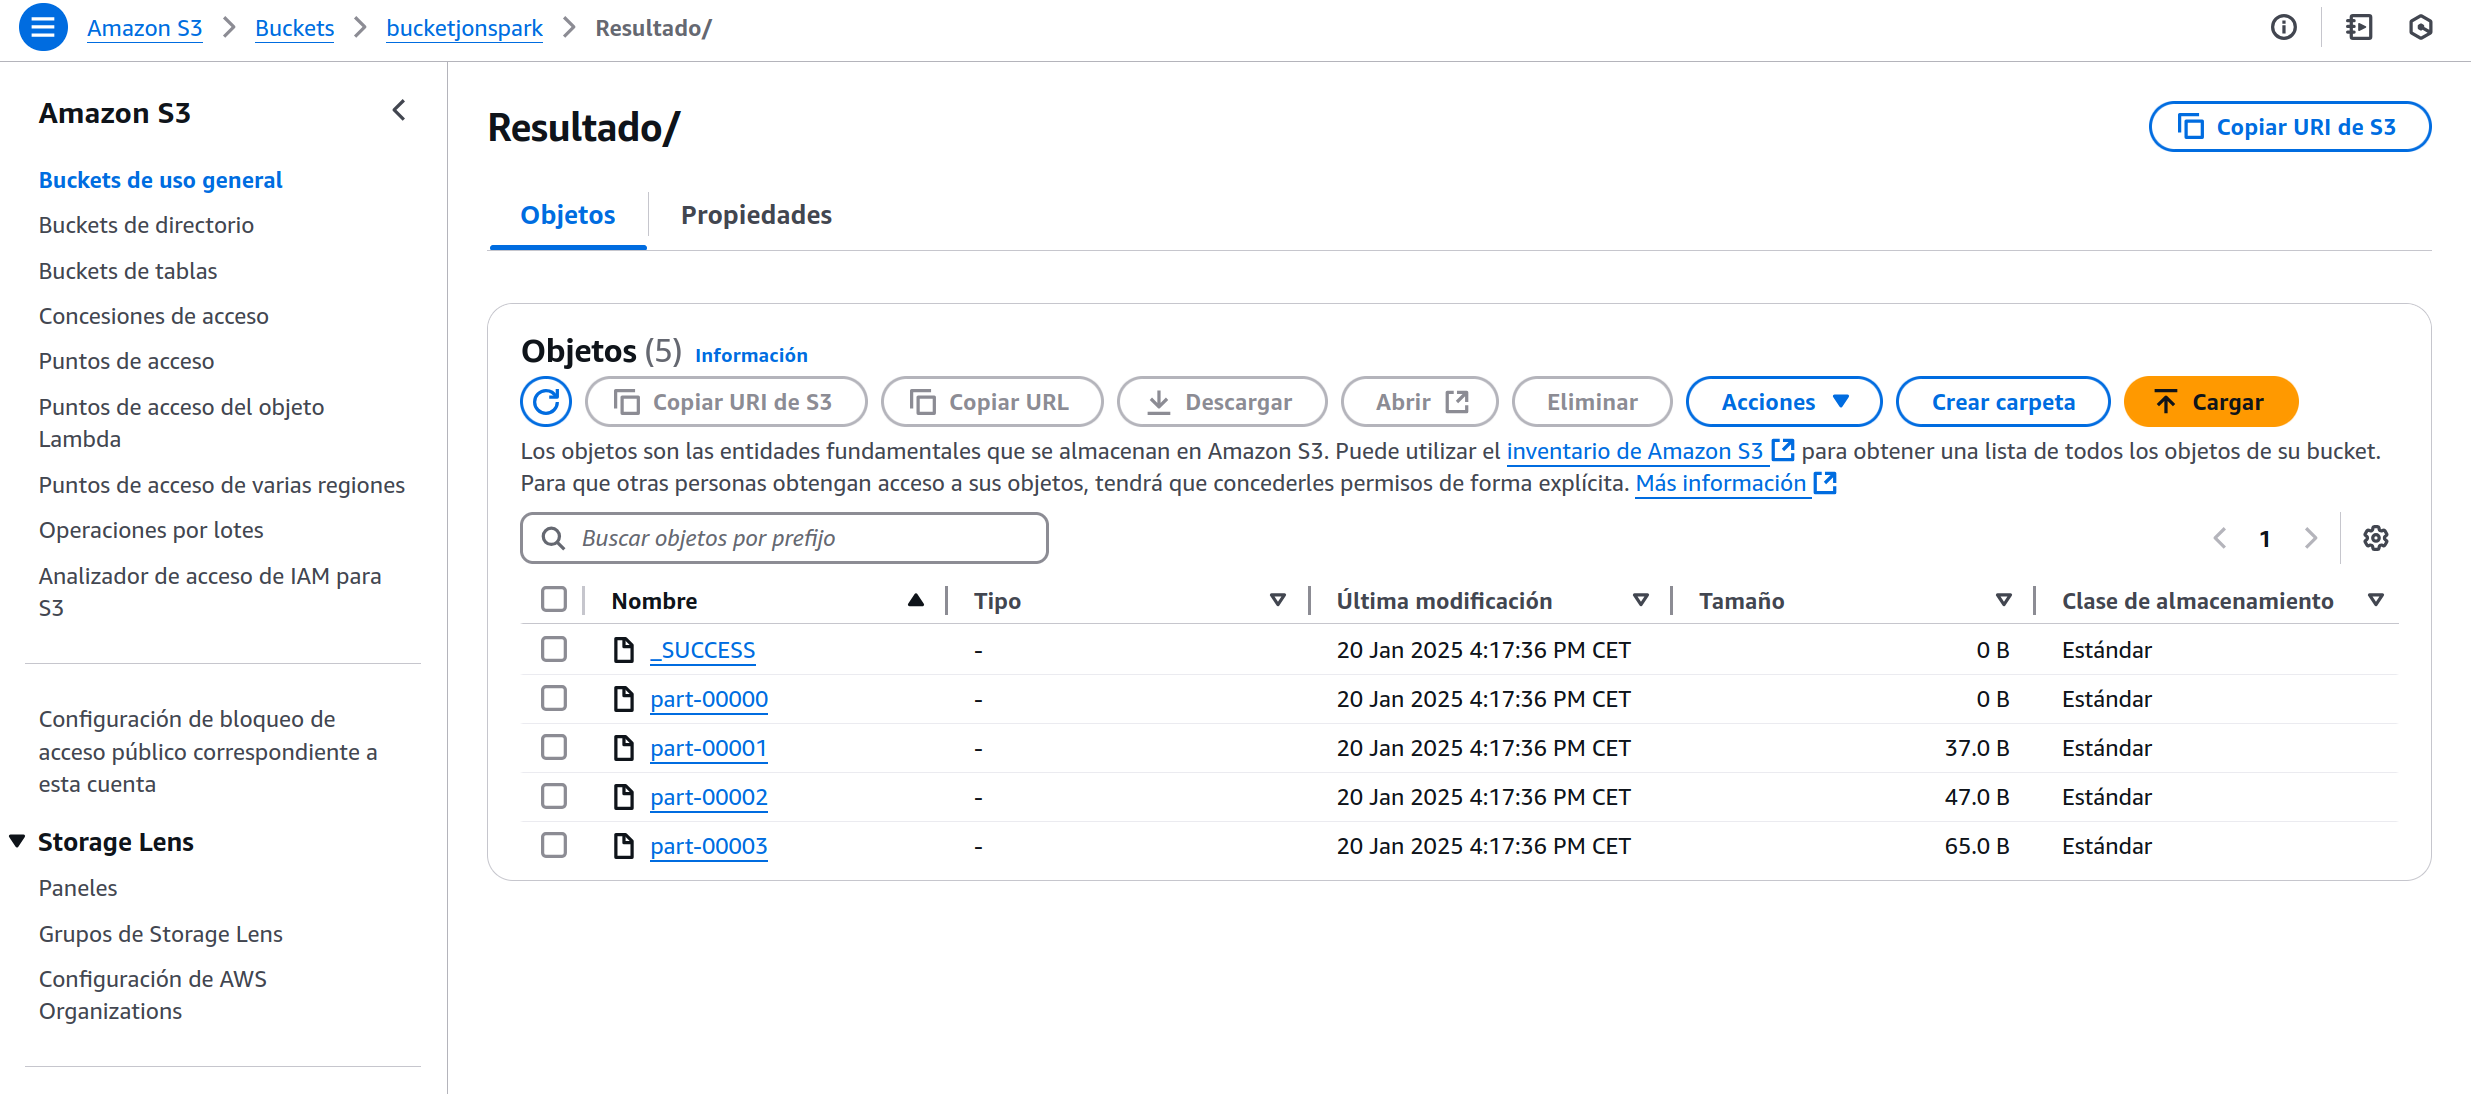 Amazon S3 > Buckets > bucketjonspark > Resultado/
Amazon S3
Buckets de uso general
Buckets de directorio
Buckets de tablas
Concesiones de acceso
Puntos de acceso
Puntos de acceso del objeto
Lambda
Puntos de acceso de varias regiones
Operaciones por lotes
Analizador de acceso de IAM para
S3
Configuración de bloqueo de
acceso público correspondiente a
esta cuenta
Storage Lens
Paneles
Grupos de Storage Lens
Configuración de AWS
Organizations
Resultado/
Copiar URI de S3
Objetos Propiedades
Objetos (5) Información
Copiar URI de S3 Copiar URL Descargar Abrir Eliminar Acciones Crear carpeta Cargar
Los objetos son las entidades fundamentales que se almacenan en Amazon S3. Puede utilizar el inventario de Amazon S3 para obtener una lista de todos los objetos de su bucket.
Para que otras personas obtengan acceso a sus objetos, tendrá que concederles permisos de forma explícita. Más información
Buscar objetos por prefijo
1
Nombre Tipo Última modificación Tamaño Clase de almacenamiento
_SUCCESS - 20 Jan 2025 4:17:36 PM CET 0 B Estándar
part-00000 - 20 Jan 2025 4:17:36 PM CET 0 B Estándar
part-00001 - 20 Jan 2025 4:17:36 PM CET 37.0 B Estándar
part-00002 - 20 Jan 2025 4:17:36 PM CET 47.0 B Estándar
part-00003 - 20 Jan 2025 4:17:36 PM CET 65.0 B Estándar